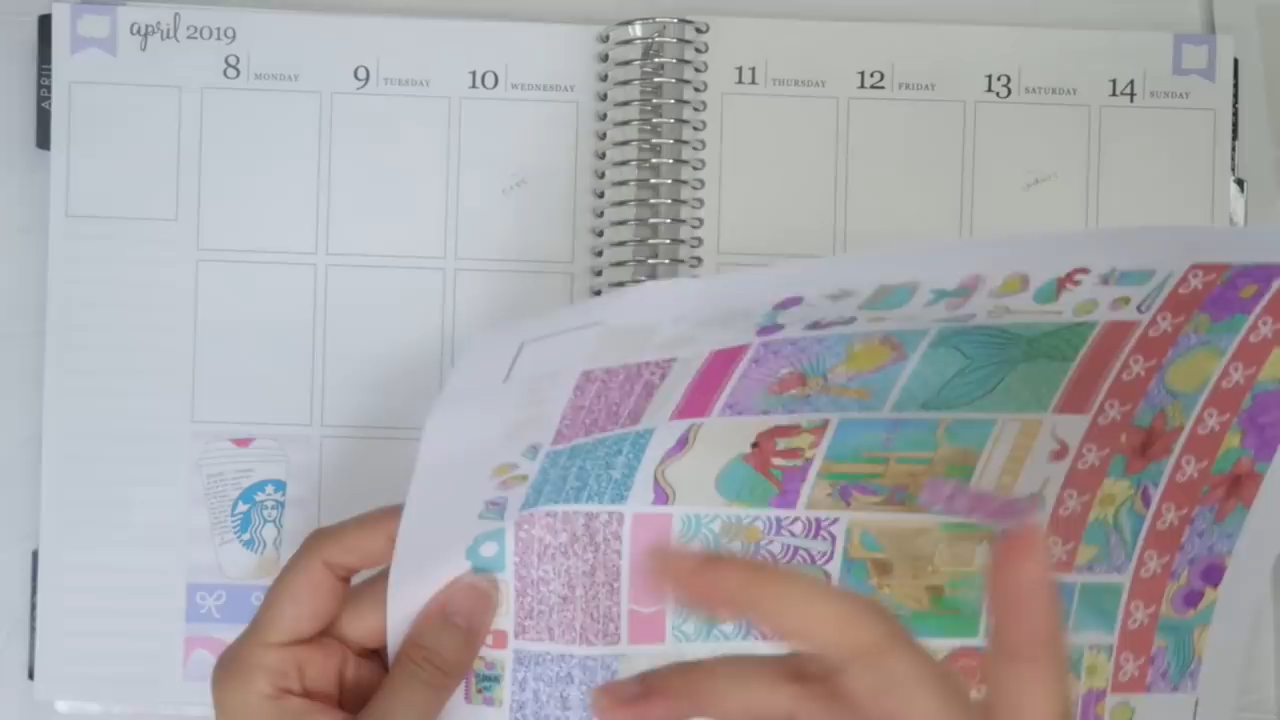 april 2019
8 MONDAY
9 TUESDAY
10 WEDNESDAY
11 THURSDAY
12 FRIDAY
13 SATURDAY
14 SUNDAY
APRIL